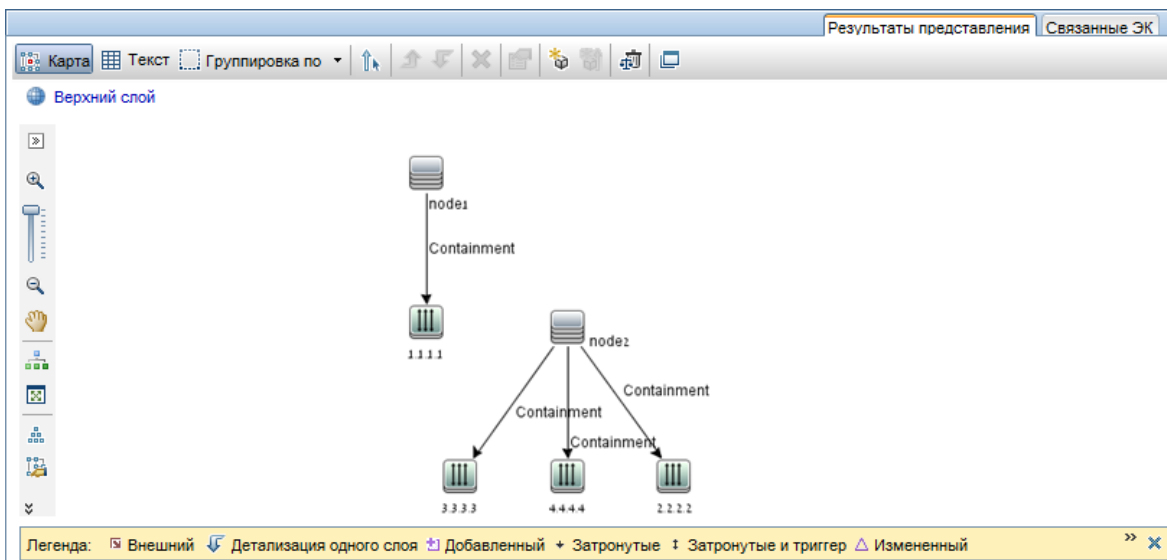 Результаты представления Связанные ЭК
Карта Текст Группировка по
Верхний слой
node1
Containment
1.1.1.1
node2
Containment
Containment
Containment
3.3.3.3 4.4.4.4 2.2.2.2
Легенда: Внешний Детализация одного слоя Добавленный Затронутые Затронутые и триггер Измененный